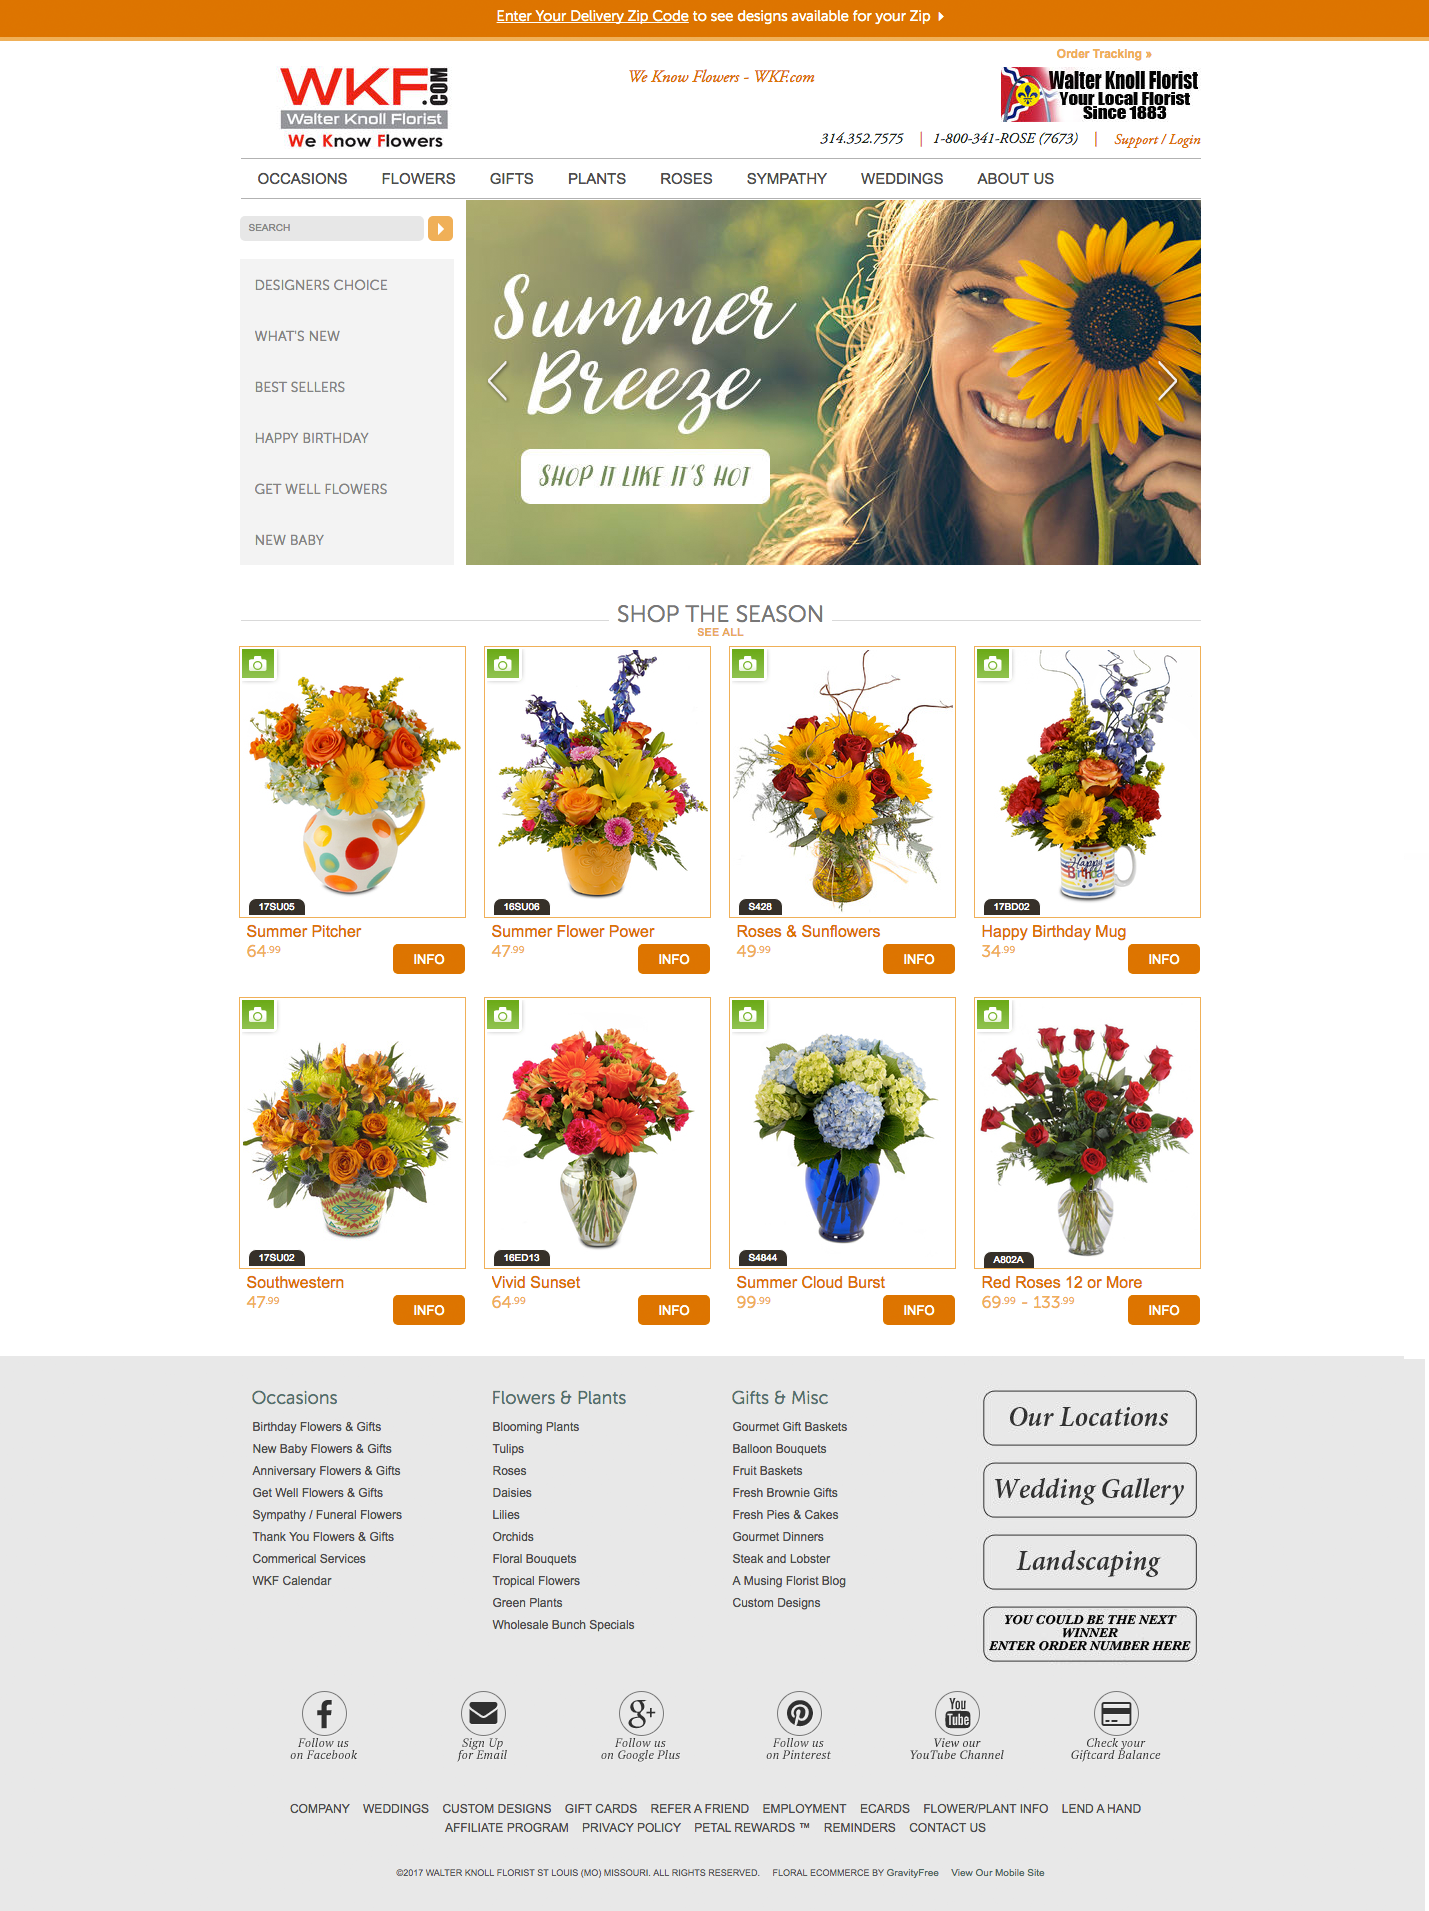 Enter Your Delivery Zip Code to see designs available for your Zip
Order Tracking »
WKF.COM
Walter Knoll Florist
We Know Flowers
We Know Flowers - WKF.com
Walter Knoll Florist
Your Local Florist
Since 1883
314.352.7575 | 1-800-341-ROSE (7673) | Support / Login
OCCASIONS FLOWERS GIFTS PLANTS ROSES SYMPATHY WEDDINGS ABOUT US
SEARCH
DESIGNERS CHOICE
WHAT'S NEW
BEST SELLERS
HAPPY BIRTHDAY
GET WELL FLOWERS
NEW BABY
Summer
Breeze
SHOP IT LIKE IT'S HOT
SHOP THE SEASON
SEE ALL
Happy
Birthday
17SU05 16SU06 S428 17BD02
Summer Pitcher Summer Flower Power Roses & Sunflowers Happy Birthday Mug
64.99 INFO 47.99 INFO 49.99 INFO 34.99 INFO
17SU02 16ED13 S4844 A802A
Southwestern Vivid Sunset Summer Cloud Burst Red Roses 12 or More
47.99 INFO 64.99 INFO 99.99 INFO 69.99 - 133.99 INFO
Occasions
Birthday Flowers & Gifts
New Baby Flowers & Gifts
Anniversary Flowers & Gifts
Get Well Flowers & Gifts
Sympathy / Funeral Flowers
Thank You Flowers & Gifts
Commerical Services
WKF Calendar
Flowers & Plants
Blooming Plants
Tulips
Roses
Daisies
Lilies
Orchids
Floral Bouquets
Tropical Flowers
Green Plants
Wholesale Bunch Specials
Gifts & Misc
Gourmet Gift Baskets
Balloon Bouquets
Fruit Baskets
Fresh Brownie Gifts
Fresh Pies & Cakes
Gourmet Dinners
Steak and Lobster
A Musing Florist Blog
Custom Designs
Our Locations
Wedding Gallery
Landscaping
YOU COULD BE THE NEXT
WINNER
ENTER ORDER NUMBER HERE
f
Follow us
on Facebook
Sign Up
for Email
g+
Follow us
on Google Plus
Follow us
on Pinterest
You
Tube
View our
YouTube Channel
Check your
Giftcard Balance
COMPANY WEDDINGS CUSTOM DESIGNS GIFT CARDS REFER A FRIEND EMPLOYMENT ECARDS FLOWER/PLANT INFO LEND A HAND
AFFILIATE PROGRAM PRIVACY POLICY PETAL REWARDS ™ REMINDERS CONTACT US
©2017 WALTER KNOLL FLORIST ST LOUIS (MO) MISSOURI. ALL RIGHTS RESERVED. FLORAL ECOMMERCE BY GravityFree View Our Mobile Site